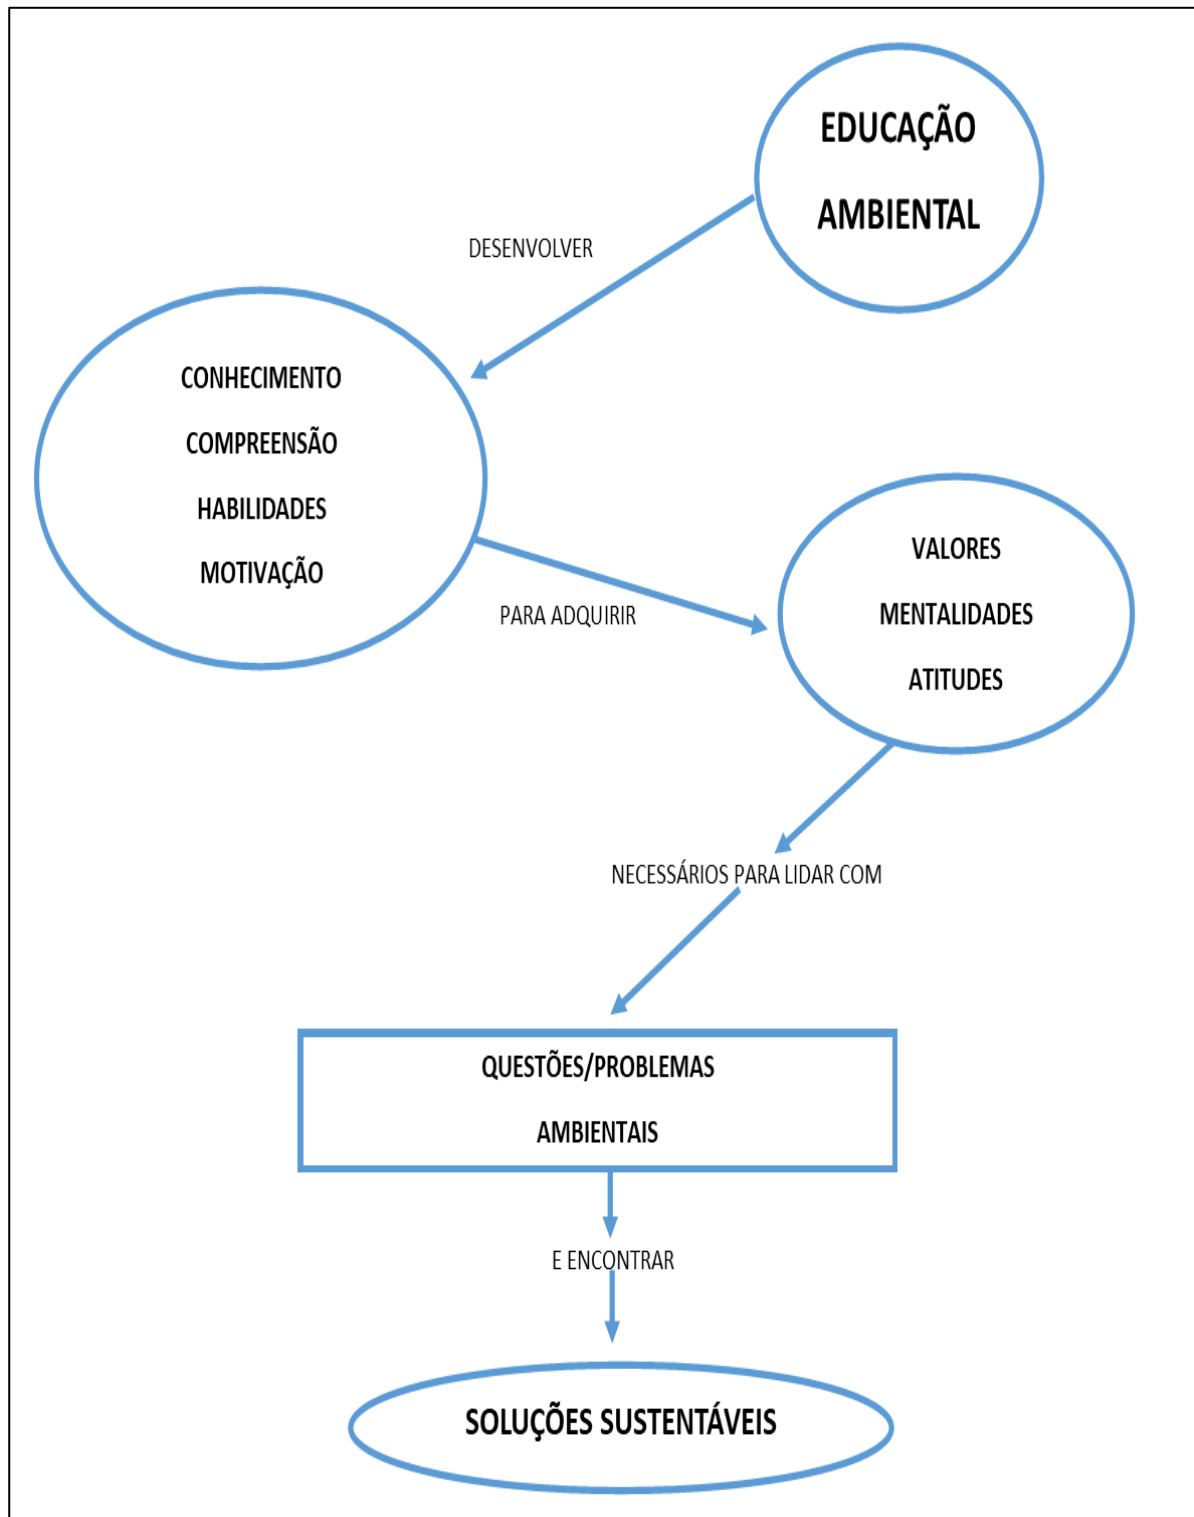 EDUCAÇÃO
AMBIENTAL
DESENVOLVER
CONHECIMENTO
COMPREENSÃO
HABILIDADES
MOTIVAÇÃO
PARA ADQUIRIR
VALORES
MENTALIDADES
ATITUDES
NECESSÁRIOS PARA LIDAR COM
QUESTÕES/PROBLEMAS
AMBIENTAIS
E ENCONTRAR
SOLUÇÕES SUSTENTÁVEIS